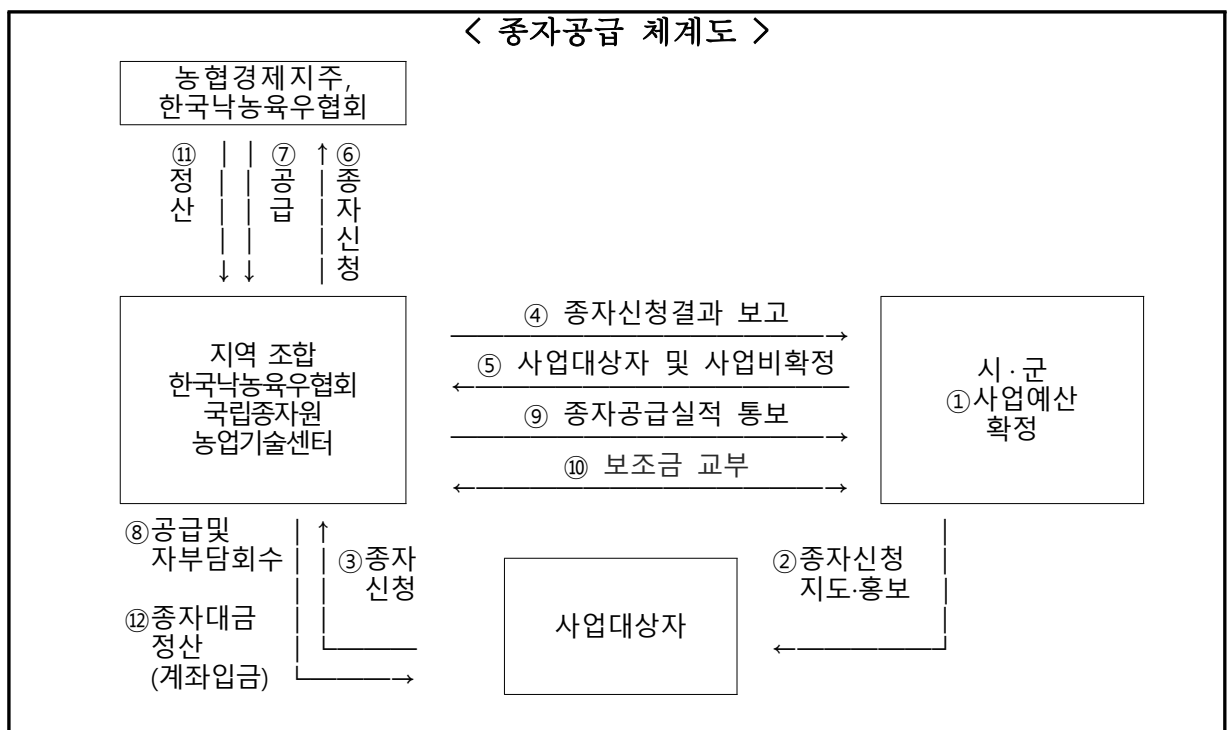 < 종자공급 체계도 >
농협경제지주,
한국낙농육우협회
⑪정산
⑦공급
⑥종자신청
지역 조합
한국낙농육우협회
국립종자원
농업기술센터
④ 종자신청결과 보고
⑤ 사업대상자 및 사업비확정
⑨ 종자공급실적 통보
⑩ 보조금 교부
시·군
①사업예산
확정
⑧공급및
자부담회수
③종자
신청
⑫종자대금
정산
(계좌입금)
사업대상자
②종자신청
지도·홍보